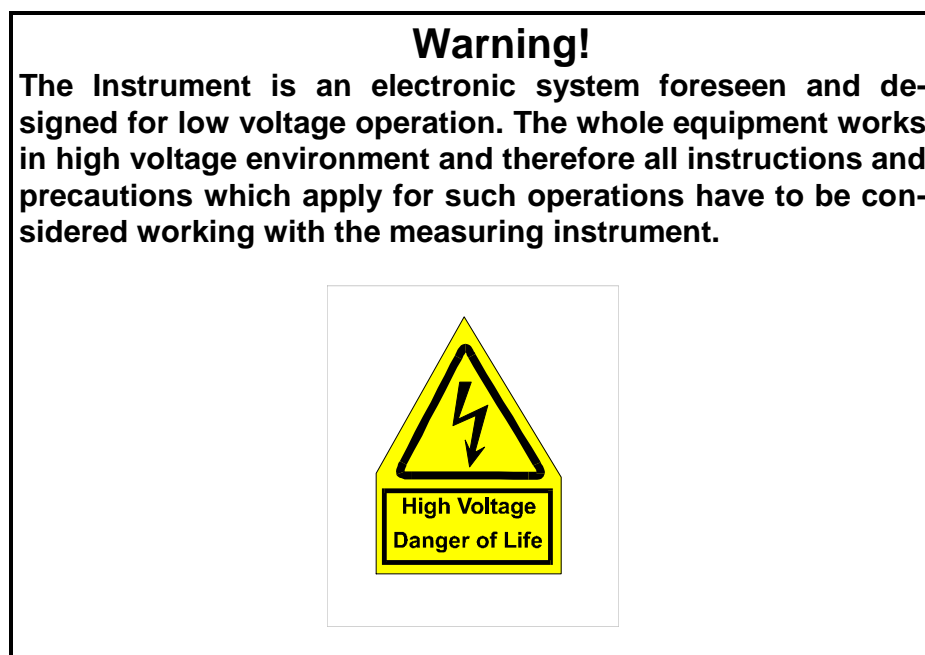 Warning!
The Instrument is an electronic system foreseen and de-
signed for low voltage operation. The whole equipment works
in high voltage environment and therefore all instructions and
precautions which apply for such operations have to be con-
sidered working with the measuring instrument.
High Voltage
Danger of Life